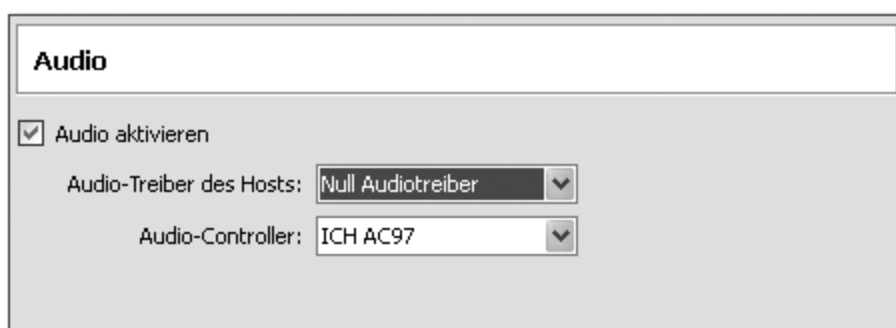 Audio
Audio aktivieren
Audio-Treiber des Hosts: Null Audiotreiber
Audio-Controller: ICH AC97